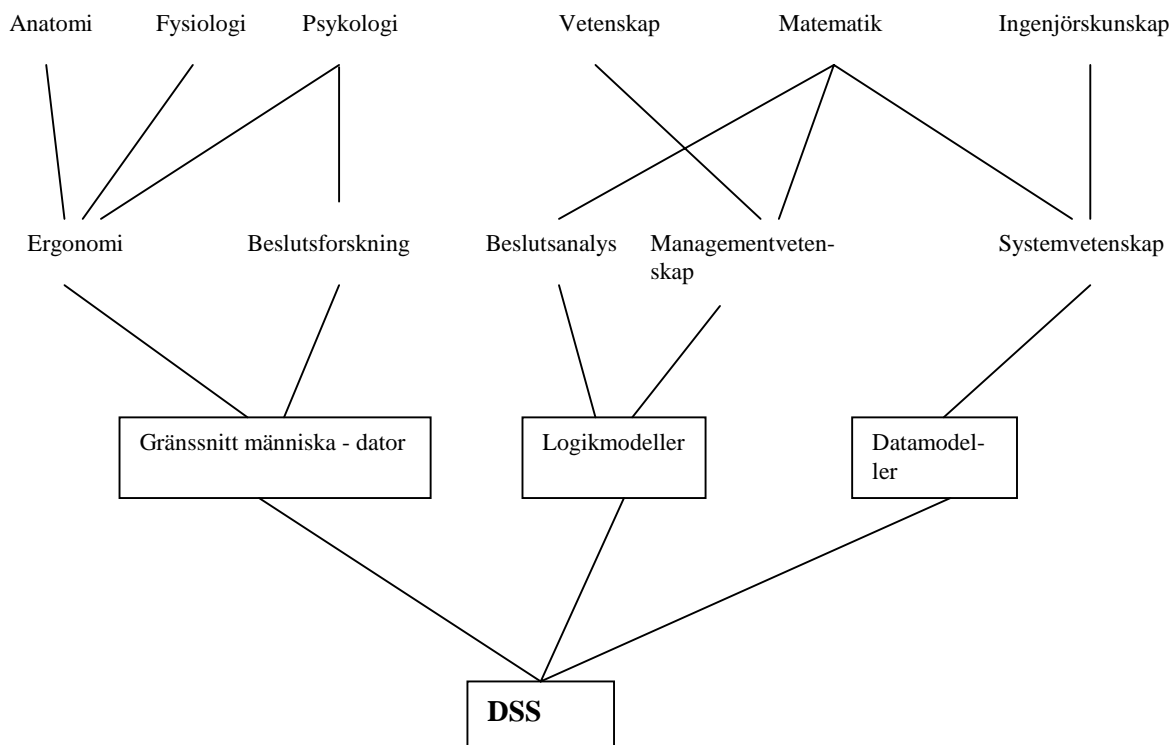 Anatomi
Fysiologi
Psykologi
Vetenskap
Matematik
Ingenjörskunskap
Ergonomi
Beslutsforskning
Beslutsanalys
Managementveten-
skap
Systemvetenskap
Gränssnitt människa - dator
Logikmodeller
Datamodel-
ler
DSS